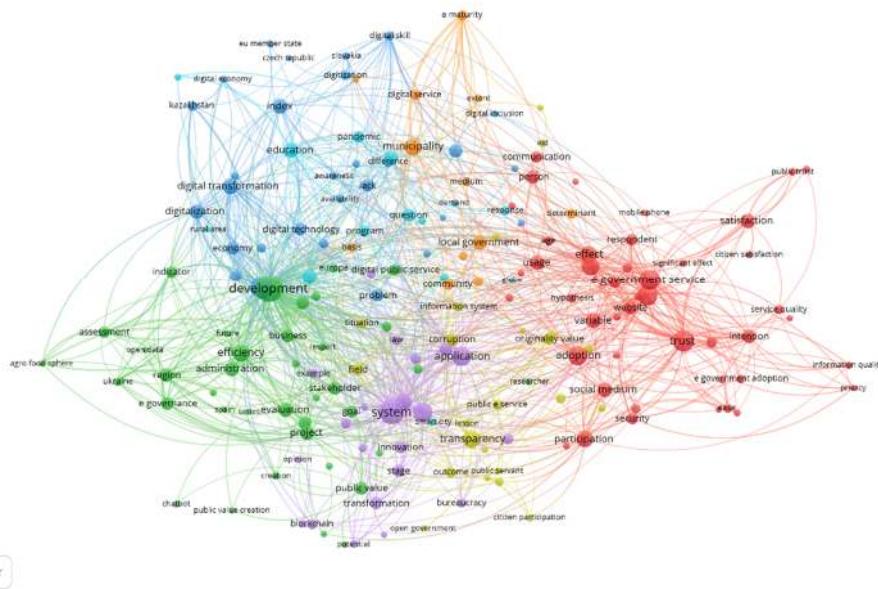 e maturity
digital skill
eu member state
slovakia
czech republic
digitization
digital economy
digital service
extent
kazakhstan
index
digital inclusion
pandemic
municipality
education
difference
communication
public trust
awareness
person
digital transformation
lack
medium
availability
demand
digitalization
question
response
determinant
mobile phone
satisfaction
rural area
digital technology
program
economy
basis
local government
respondent
effect
citizen satisfaction
usage
significant effect
indicator
europe
digital public service
e government service
development
problem
community
hypothesis
information system
website
service quality
situation
variable
assessment
future
business
corruption
originality value
trust
intention
open data
import
efficiency
application
adoption
agro food sphere
administration
field
information quality
region
example
researcher
e government adoption
ukraine
stakeholder
social medium
privacy
e governance
evaluation
goal
system
public e service
security
project
transparency
participation
innovation
opinion
stage
outcome
public servant
creation
public value
chatbot
transformation
bureaucracy
public value creation
citizen participation
blockchain
open government
potential